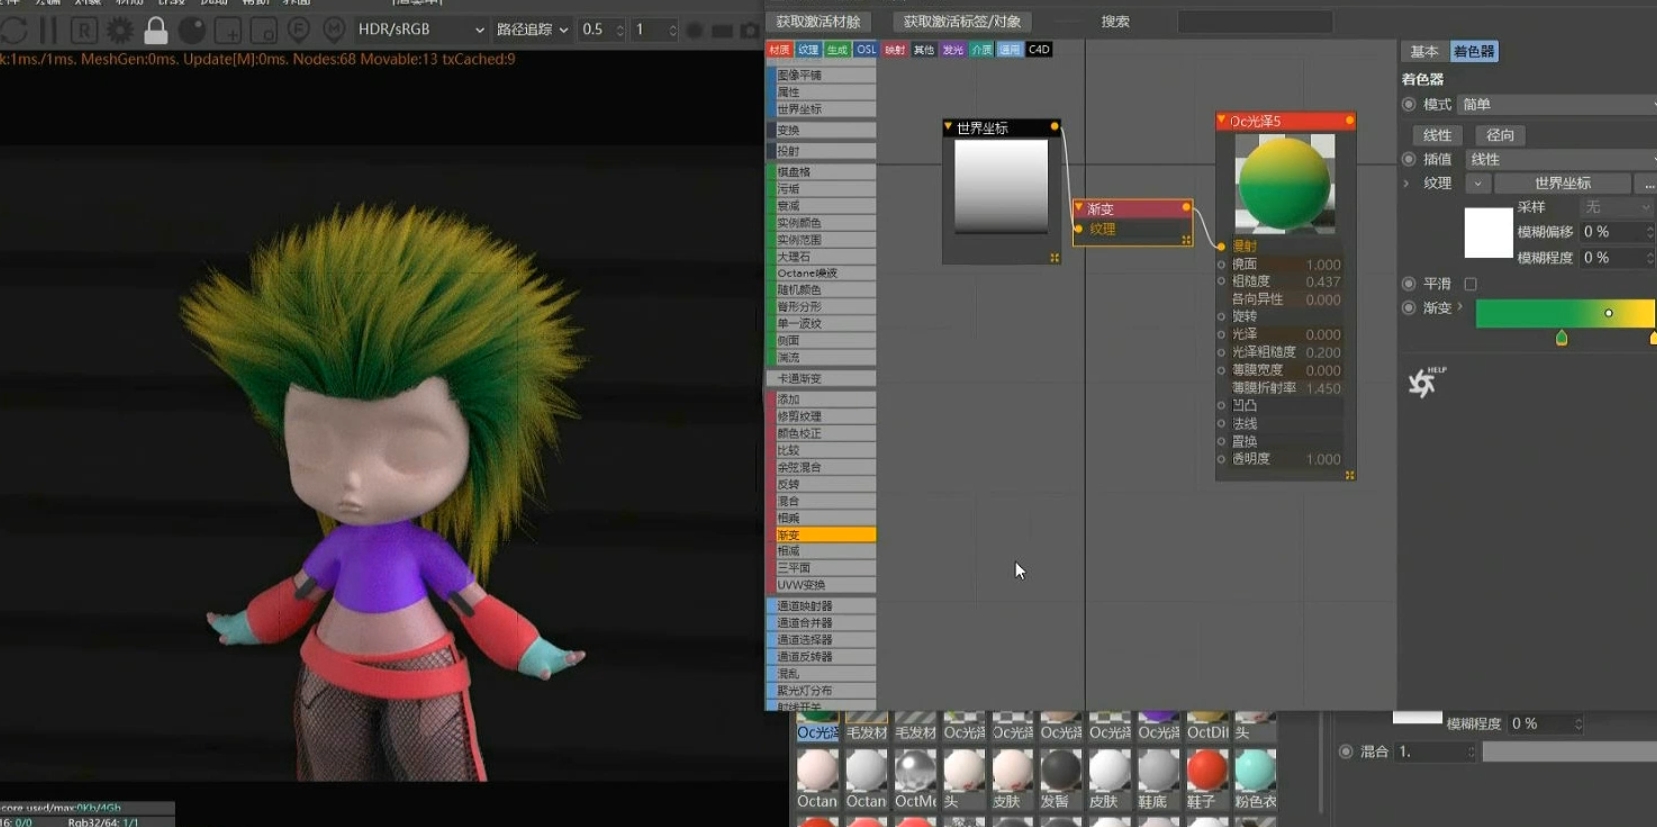 获取激活材质 获取激活标签/对象 搜索
HDR/sRGB 路径追踪 0.5 1
k:1ms./1ms. MeshGen:0ms. Update[M]:0ms. Nodes:68 Movable:13 txCached:9
材质 纹理 生成 OSL 映射 其他 发光 介质 通用 C4D
图像平铺
属性
世界坐标
变换
投射
棋盘格
污垢
衰减
实例颜色
实例范围
大理石
Octane噪波
随机颜色
脊形分形
单一波纹
侧面
湍流
卡通渐变
添加
修剪纹理
颜色校正
比较
余弦混合
反转
混合
相乘
渐变
相减
三平面
UVW变换
通道映射器
通道合并器
通道选择器
通道反转器
混乱
聚光灯分布
射线开关
世界坐标
渐变
纹理
Oc光泽5
漫射
镜面 1.000
粗糙度 0.437
各向异性 0.000
旋转
光泽 0.000
光泽粗糙度 0.200
薄膜宽度 0.000
薄膜折射率 1.450
凹凸
法线
置换
透明度 1.000
基本 着色器
着色器
模式 简单
线性 径向
插值 线性
纹理 世界坐标 ...
采样 无
模糊偏移 0 %
模糊程度 0 %
平滑
渐变
HELP
模糊程度 0 %
混合 1.
Oc光泽 毛发材 毛发材 Oc光泽 Oc光泽 Oc光泽 Oc光泽 Oc光泽 OctDif 头
Octan Octan OctMe 头 皮肤 发髻 皮肤 鞋底 鞋子 粉色衣
core used/max:0Kb/4Gb
16: 0/0 Rgb32/64: 1/1